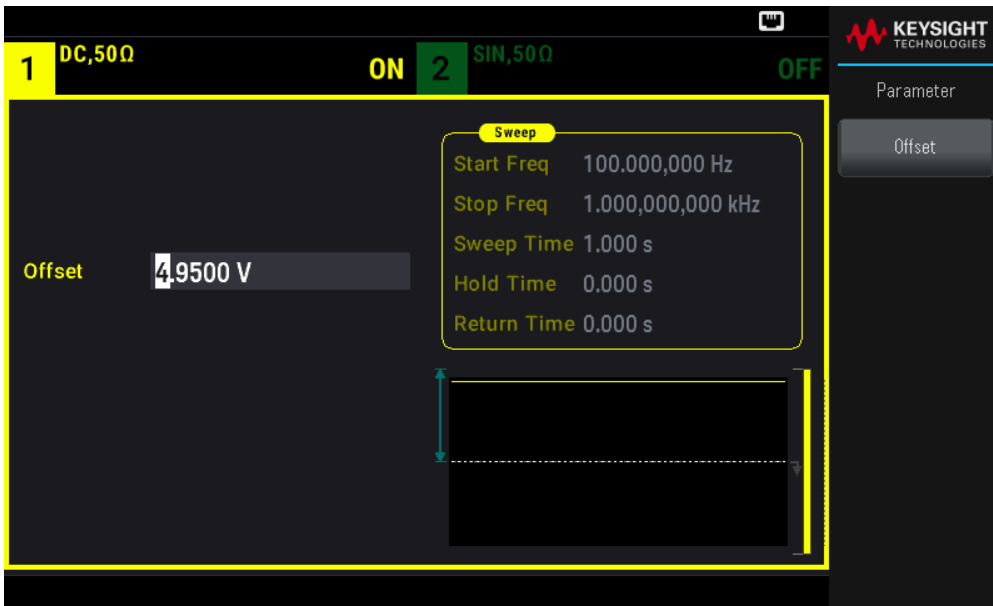 1 DC,50Ω ON 2 SIN,50Ω OFF
KEYSIGHT
TECHNOLOGIES
Parameter
Offset
Offset 4.9500 V
Sweep
Start Freq 100.000,000 Hz
Stop Freq 1.000,000,000 kHz
Sweep Time 1.000 s
Hold Time 0.000 s
Return Time 0.000 s